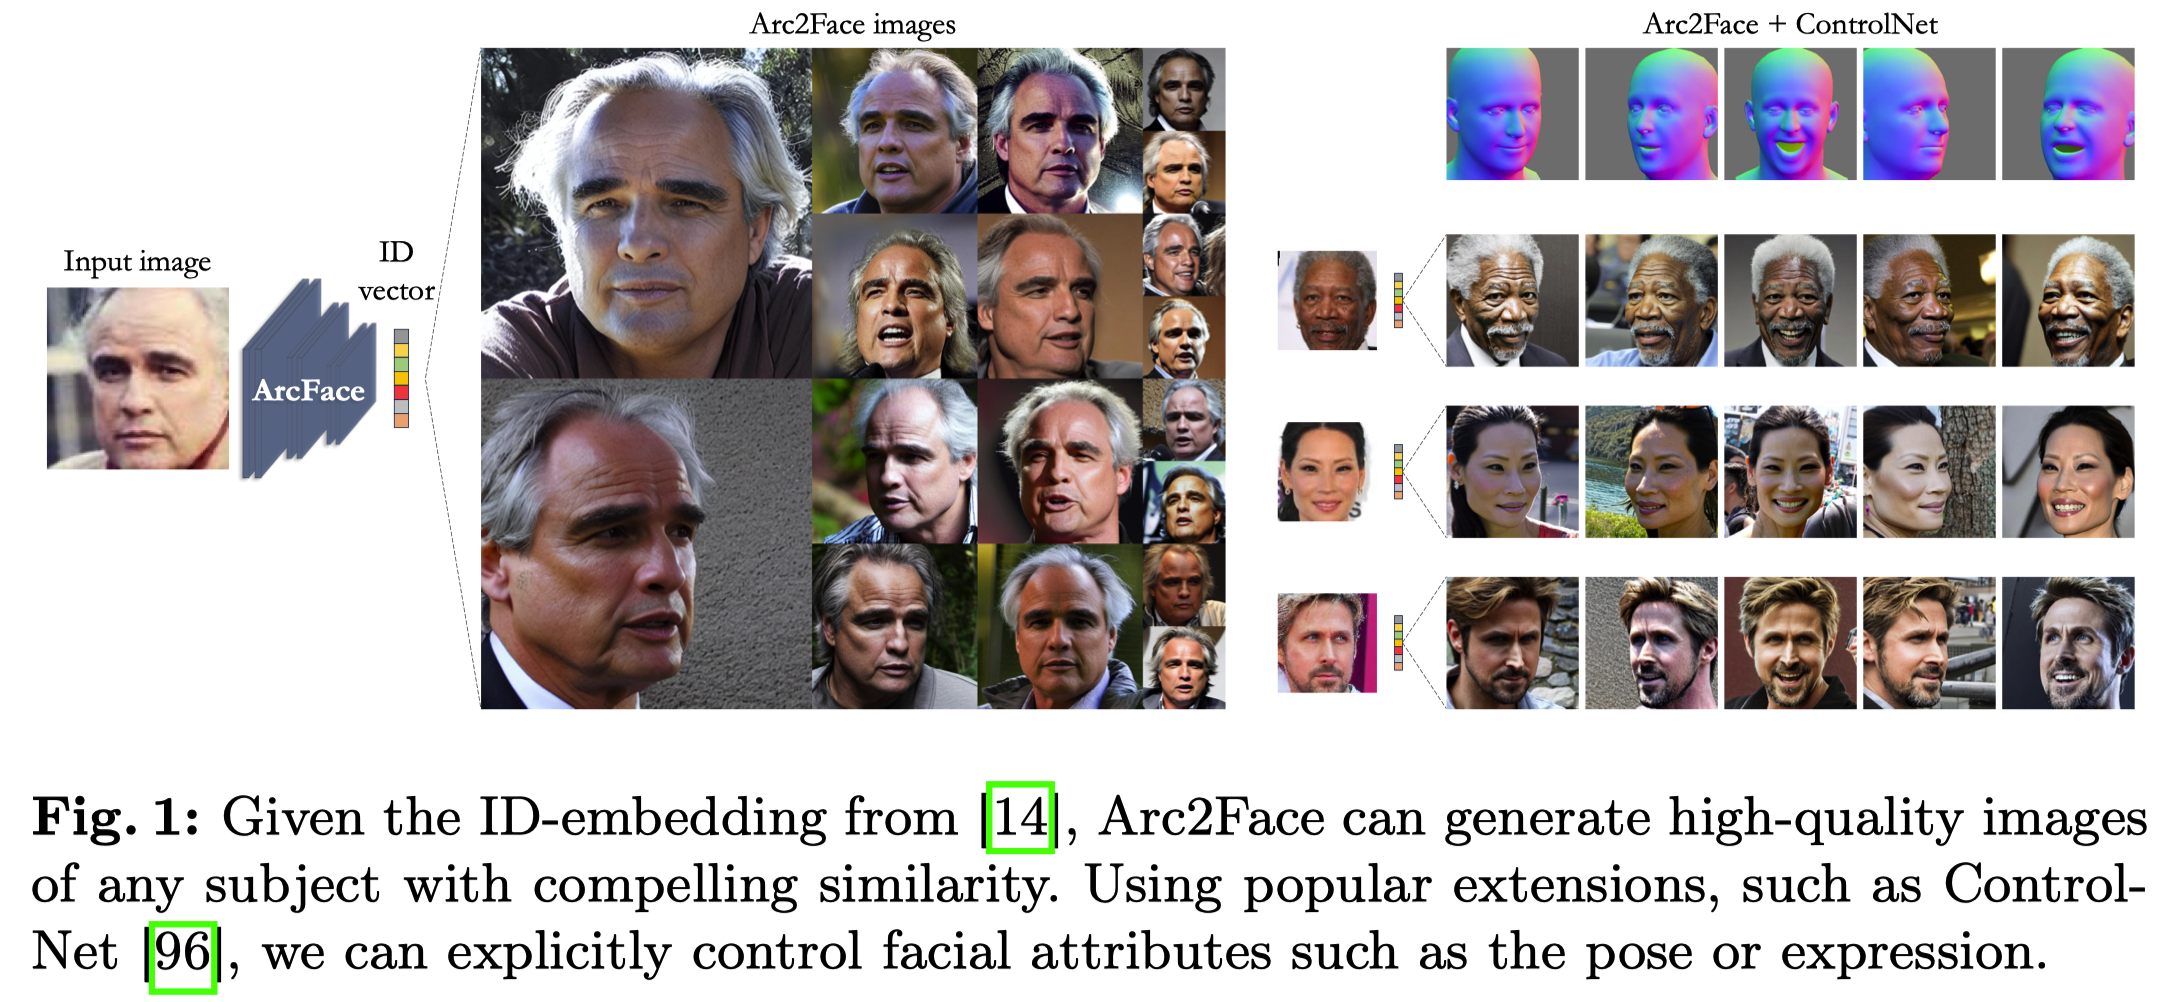 Arc2Face images
Arc2Face + ControlNet
Input image
ID
vector
ArcFace
Fig. 1: Given the ID-embedding from [14], Arc2Face can generate high-quality images
of any subject with compelling similarity. Using popular extensions, such as Control-
Net [96], we can explicitly control facial attributes such as the pose or expression.